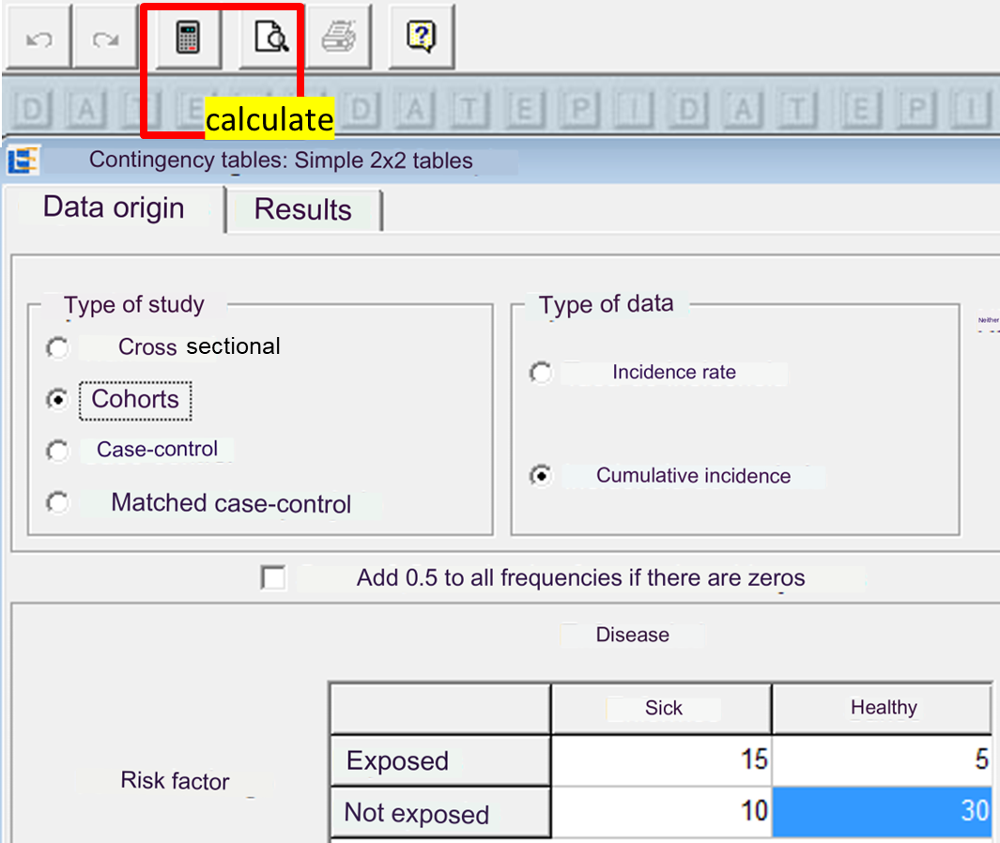 ?
D A T E D A T E P I D A T E P I
calculate
Contingency tables: Simple 2x2 tables
Data origin Results
Type of study Type of data
Neither
Cross sectional
Incidence rate
Cohorts
Case-control
Cumulative incidence
Matched case-control
Add 0.5 to all frequencies if there are zeros
Disease
Sick Healthy
Exposed 15 5
Risk factor
Not exposed 10 30